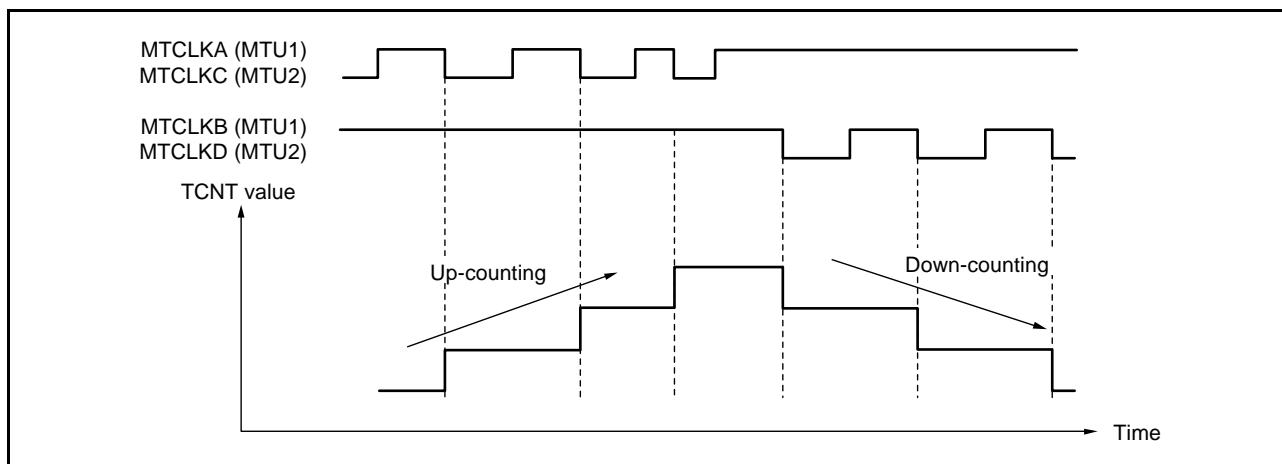 MTCLKA (MTU1)
MTCLKC (MTU2)
MTCLKB (MTU1)
MTCLKD (MTU2)
TCNT value
Up-counting
Down-counting
Time